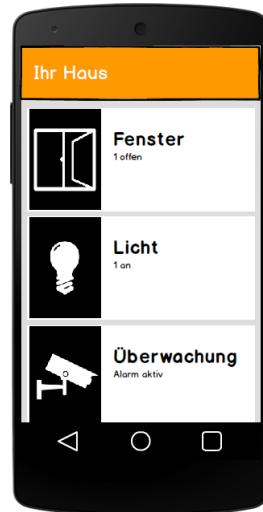 Ihr Haus
Fenster
1 offen
Licht
1 an
Überwachung
Alarm aktiv